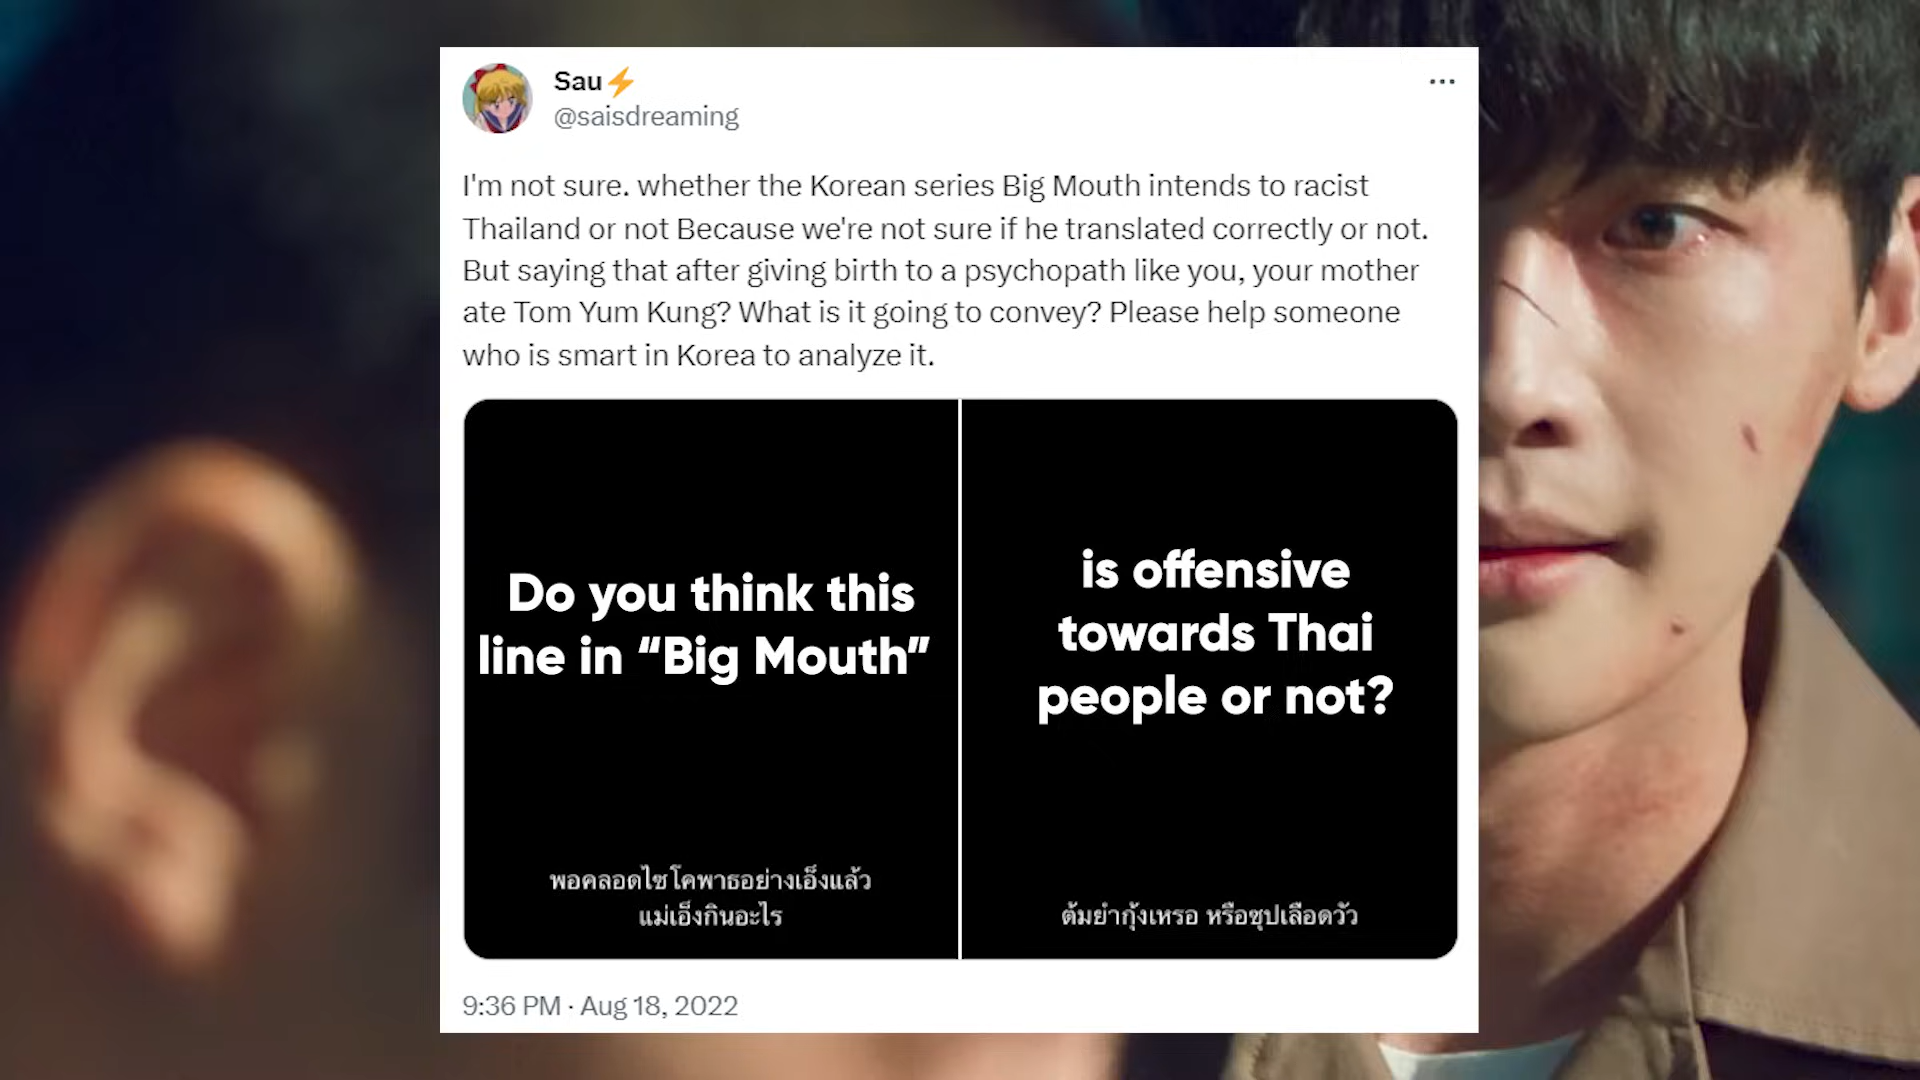 Sau⚡
@saisdreaming
I'm not sure. whether the Korean series Big Mouth intends to racist
Thailand or not Because we're not sure if he translated correctly or not.
But saying that after giving birth to a psychopath like you, your mother
ate Tom Yum Kung? What is it going to convey? Please help someone
who is smart in Korea to analyze it.
Do you think this
line in “Big Mouth”
พอคลอดไซโคพาธอย่างเอ็งแล้ว
แม่เอ็งกินอะไร
is offensive
towards Thai
people or not?
ต้มยำกุ้งเหรอ หรือซุปเลือดวัว
9:36 PM · Aug 18, 2022